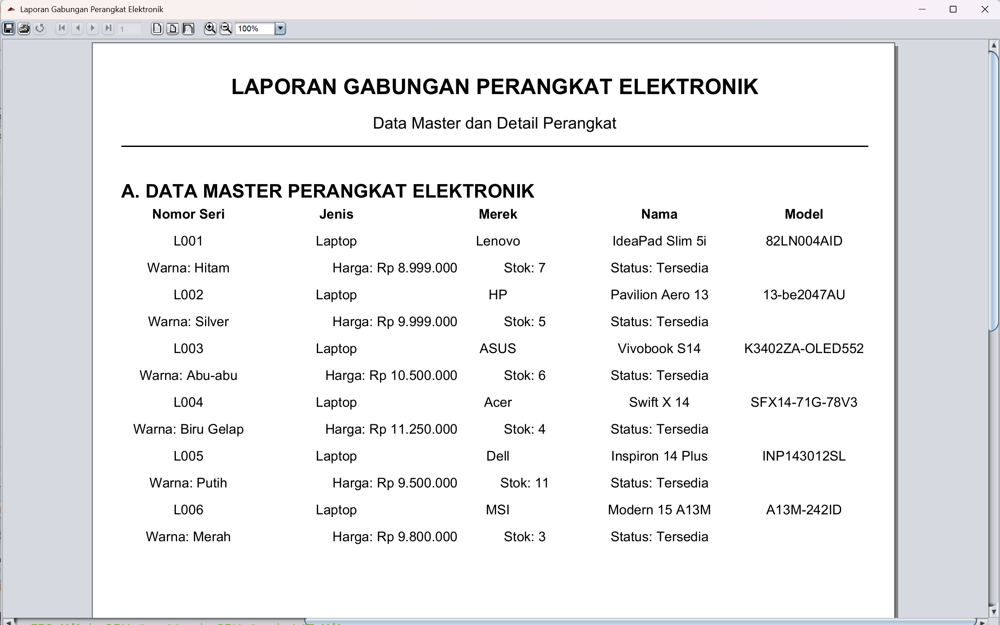 Laporan Gabungan Perangkat Elektronik
1 100%
LAPORAN GABUNGAN PERANGKAT ELEKTRONIK
Data Master dan Detail Perangkat
A. DATA MASTER PERANGKAT ELEKTRONIK
Nomor Seri Jenis Merek Nama Model
L001 Laptop Lenovo IdeaPad Slim 5i 82LN004AID
Warna: Hitam Harga: Rp 8.999.000 Stok: 7 Status: Tersedia
L002 Laptop HP Pavilion Aero 13 13-be2047AU
Warna: Silver Harga: Rp 9.999.000 Stok: 5 Status: Tersedia
L003 Laptop ASUS Vivobook S14 K3402ZA-OLED552
Warna: Abu-abu Harga: Rp 10.500.000 Stok: 6 Status: Tersedia
L004 Laptop Acer Swift X 14 SFX14-71G-78V3
Warna: Biru Gelap Harga: Rp 11.250.000 Stok: 4 Status: Tersedia
L005 Laptop Dell Inspiron 14 Plus INP143012SL
Warna: Putih Harga: Rp 9.500.000 Stok: 11 Status: Tersedia
L006 Laptop MSI Modern 15 A13M A13M-242ID
Warna: Merah Harga: Rp 9.800.000 Stok: 3 Status: Tersedia